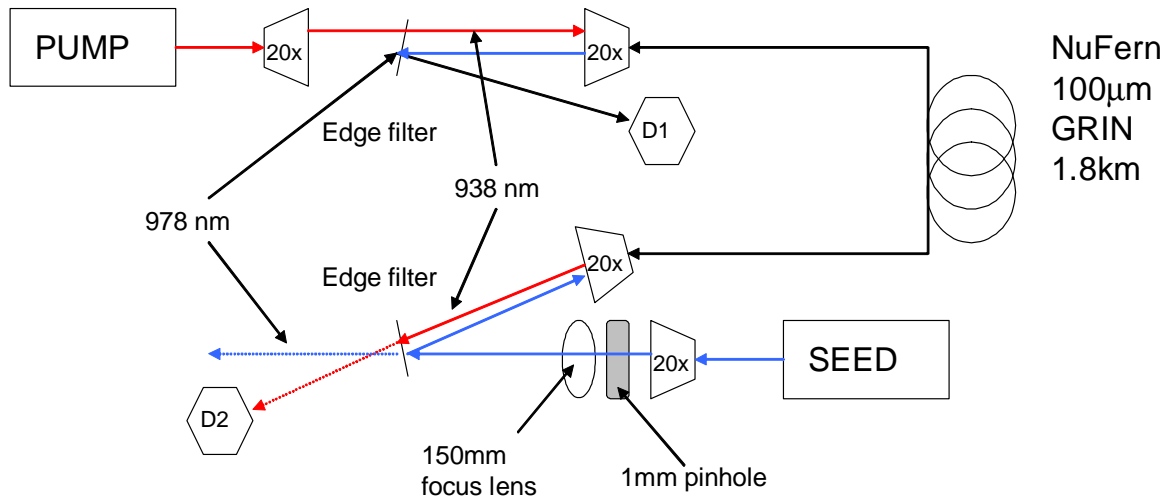 PUMP
20x
20x
NuFern
100μm
GRIN
1.8km
D1
Edge filter
938 nm
978 nm
20x
Edge filter
20x
SEED
D2
150mm
focus lens
1mm pinhole